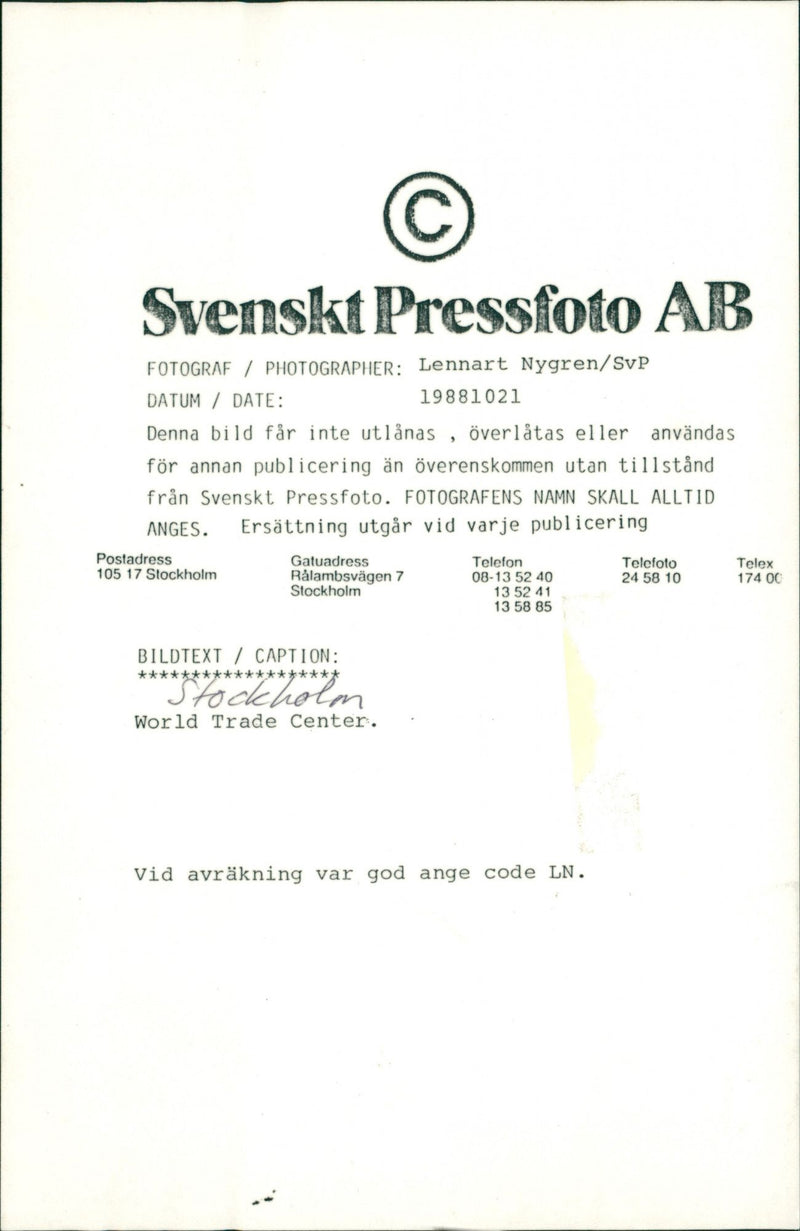 ©
Svenskt Pressfoto AB
FOTOGRAF / PHOTOGRAPHER: Lennart Nygren/SvP
DATUM / DATE: 19881021
Denna bild får inte utlånas , överlåtas eller användas
för annan publicering än överenskommen utan tillstånd
från Svenskt Pressfoto. FOTOGRAFENS NAMN SKALL ALLTID
ANGES. Ersättning utgår vid varje publicering
Postadress
105 17 Stockholm
Gatuadress
Rålambsvägen 7
Stockholm
Telefon
08-13 52 40
13 52 41
13 58 85
Telefoto
24 58 10
Telex
174 00
BILDTEXT / CAPTION:
*******************
Stockholm
World Trade Center.
Vid avräkning var god ange code LN.